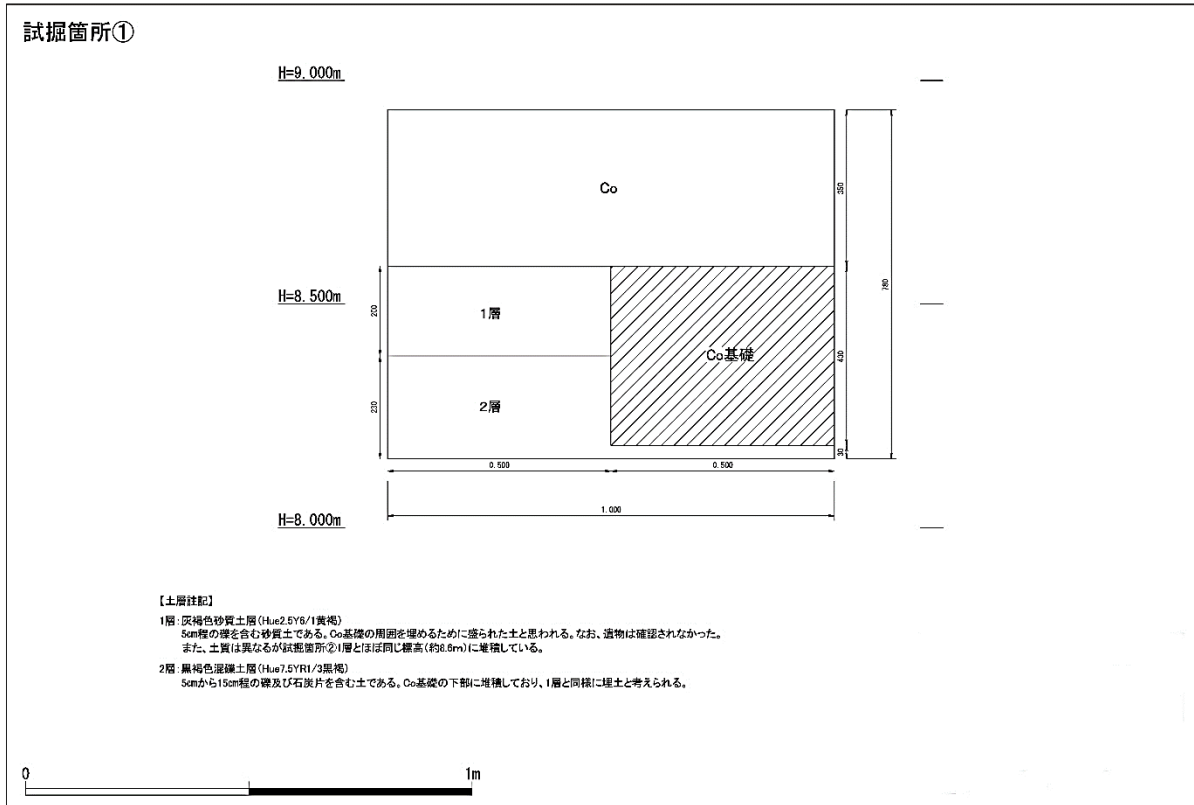 試掘箇所①
H=9.000m
Co
350
780
H=8.500m
200
1層
Co基礎
430
230
2層
30
0.500
0.500
H=8.000m
1.000
【土層註記】
1層:灰褐色砂質土層(Hue2.5Y6/1黄褐)
5cm程の礫を含む砂質土である。Co基礎の周囲を埋めるために盛られた土と思われる。なお、遺物は確認されなかった。
また、土質は異なるが試掘箇所②1層とほぼ同じ標高(約8.6m)に堆積している。
2層:黒褐色混礫土層(Hue7.5YR1/3黒褐)
5cmから15cm程の礫及び石炭片を含む土である。Co基礎の下部に堆積しており、1層と同様に埋土と考えられる。
0
1m